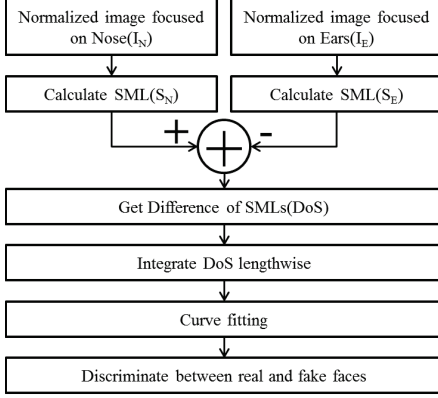 Normalized image focused
on Nose(I_N)
Normalized image focused
on Ears(I_E)
Calculate SML(S_N)
Calculate SML(S_E)
+
-
+
Get Difference of SMLs(DoS)
Integrate DoS lengthwise
Curve fitting
Discriminate between real and fake faces